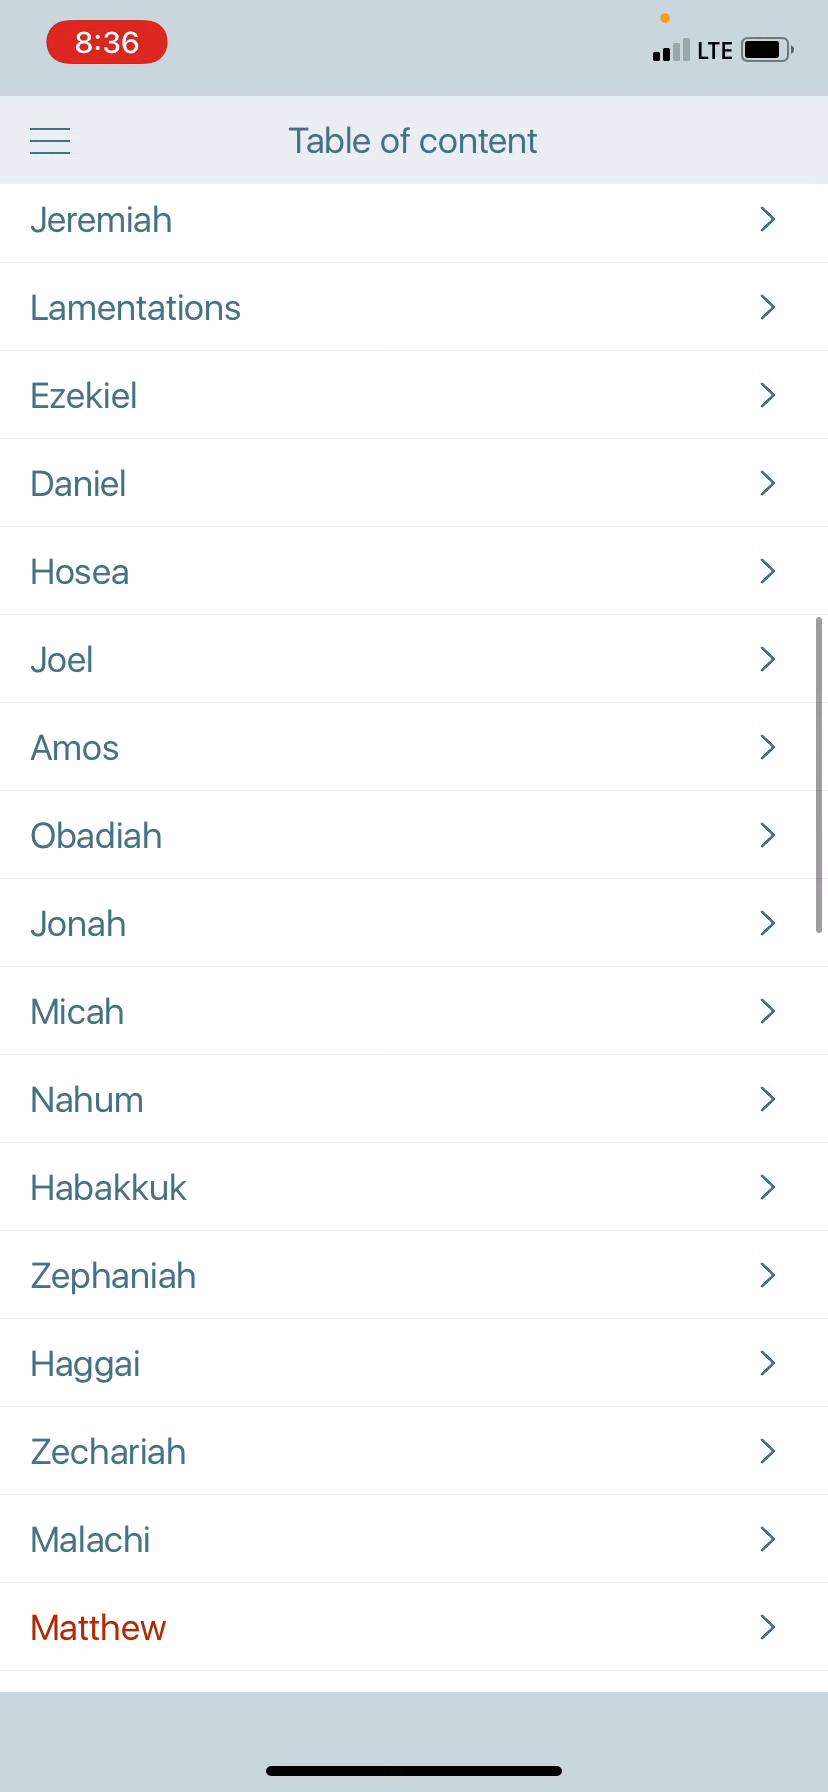 8:36
LTE
Table of content
Jeremiah
Lamentations
Ezekiel
Daniel
Hosea
Joel
Amos
Obadiah
Jonah
Micah
Nahum
Habakkuk
Zephaniah
Haggai
Zechariah
Malachi
Matthew